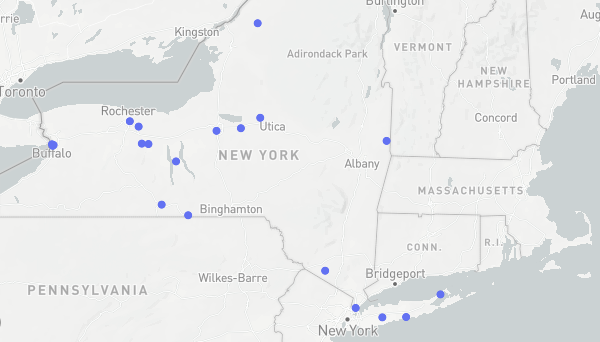 Burlington
rrie
Kingston
Adirondack Park
VERMONT
Aug
NEW
HAMPSHIRE
Portland
Toronto
Rochester
Utica
Concord
Buffalo
NEW YORK
Albany
MASSACHUSETTS
Binghamton
CONN.
R.I.
Wilkes-Barre
Bridgeport
PENNSYLVANIA
New York